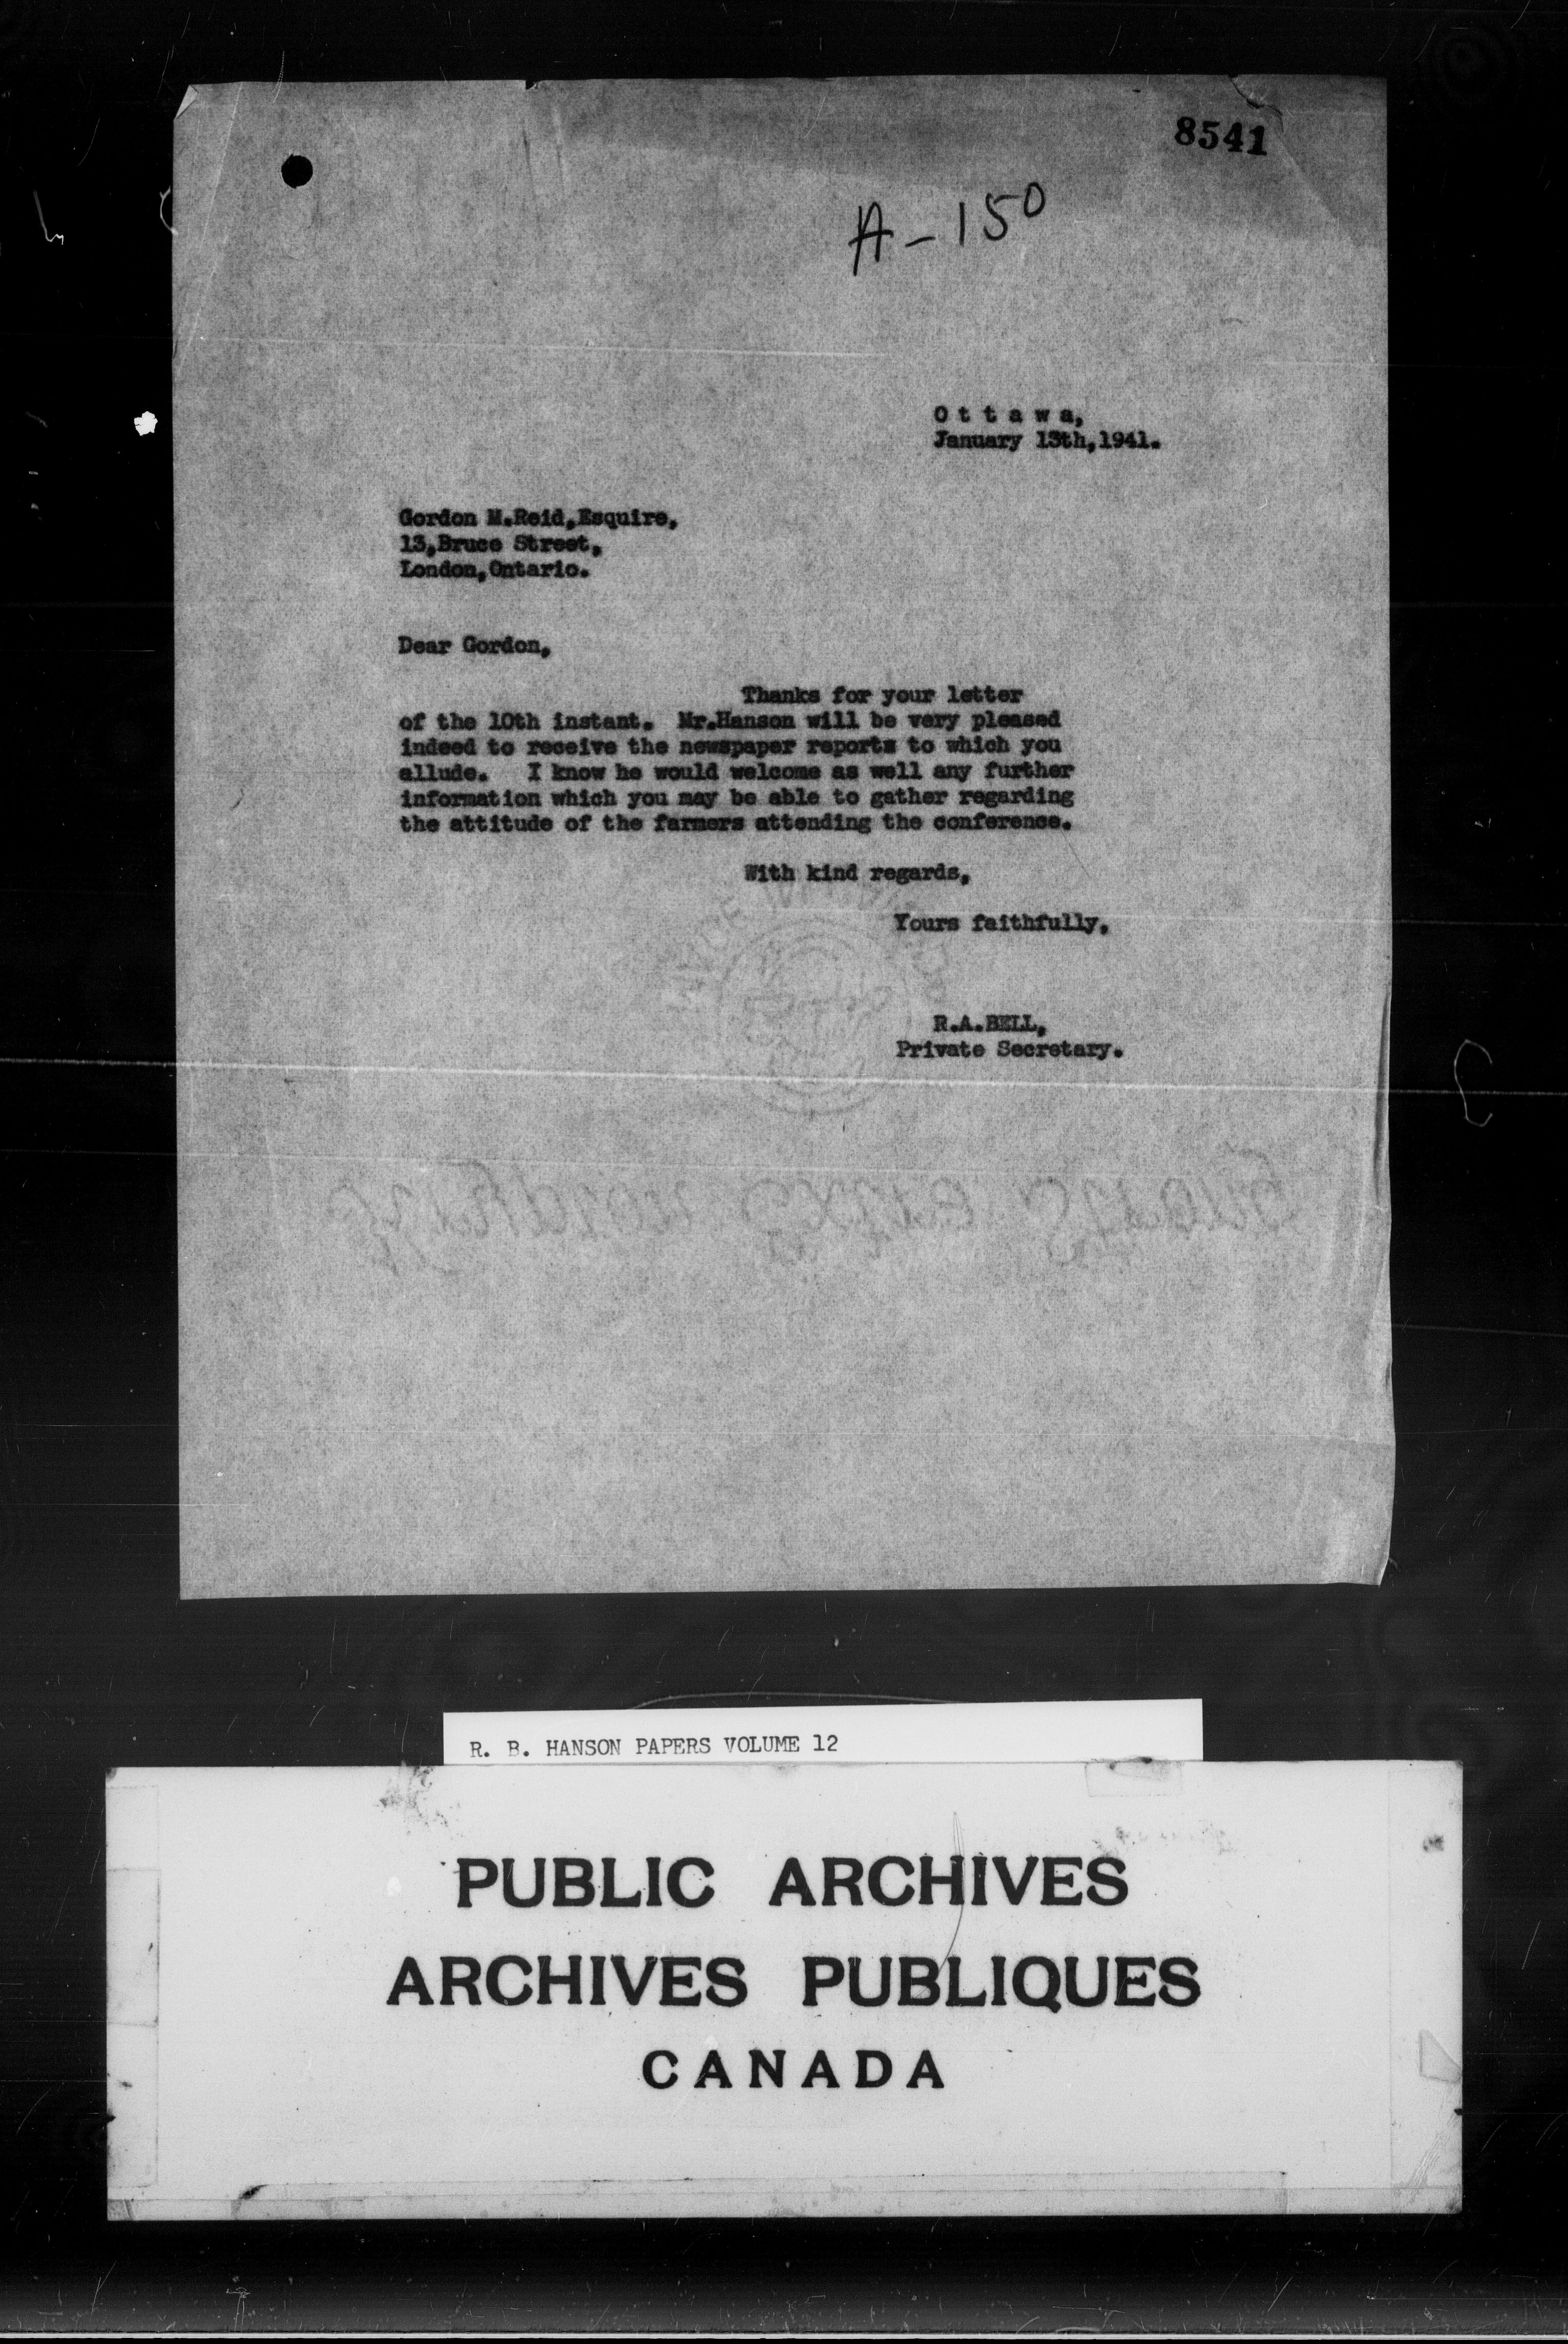 8541
A-150
O t t a w a,
January 13th,1941.
Gordon M.Reid,Esquire,
13,Bruce Street,
London,Ontario.
Dear Gordon,
Thanks for your letter
of the 10th instant. Mr.Hanson will be very pleased
indeed to receive the newspaper reports to which you
allude. I know he would welcome as well any further
information which you may be able to gather regarding
the attitude of the farmers attending the conference.
With kind regards,
Yours faithfully,
R.A.BELL,
Private Secretary.
R. B. HANSON PAPERS VOLUME 12
PUBLIC ARCHIVES
ARCHIVES PUBLIQUES
CANADA